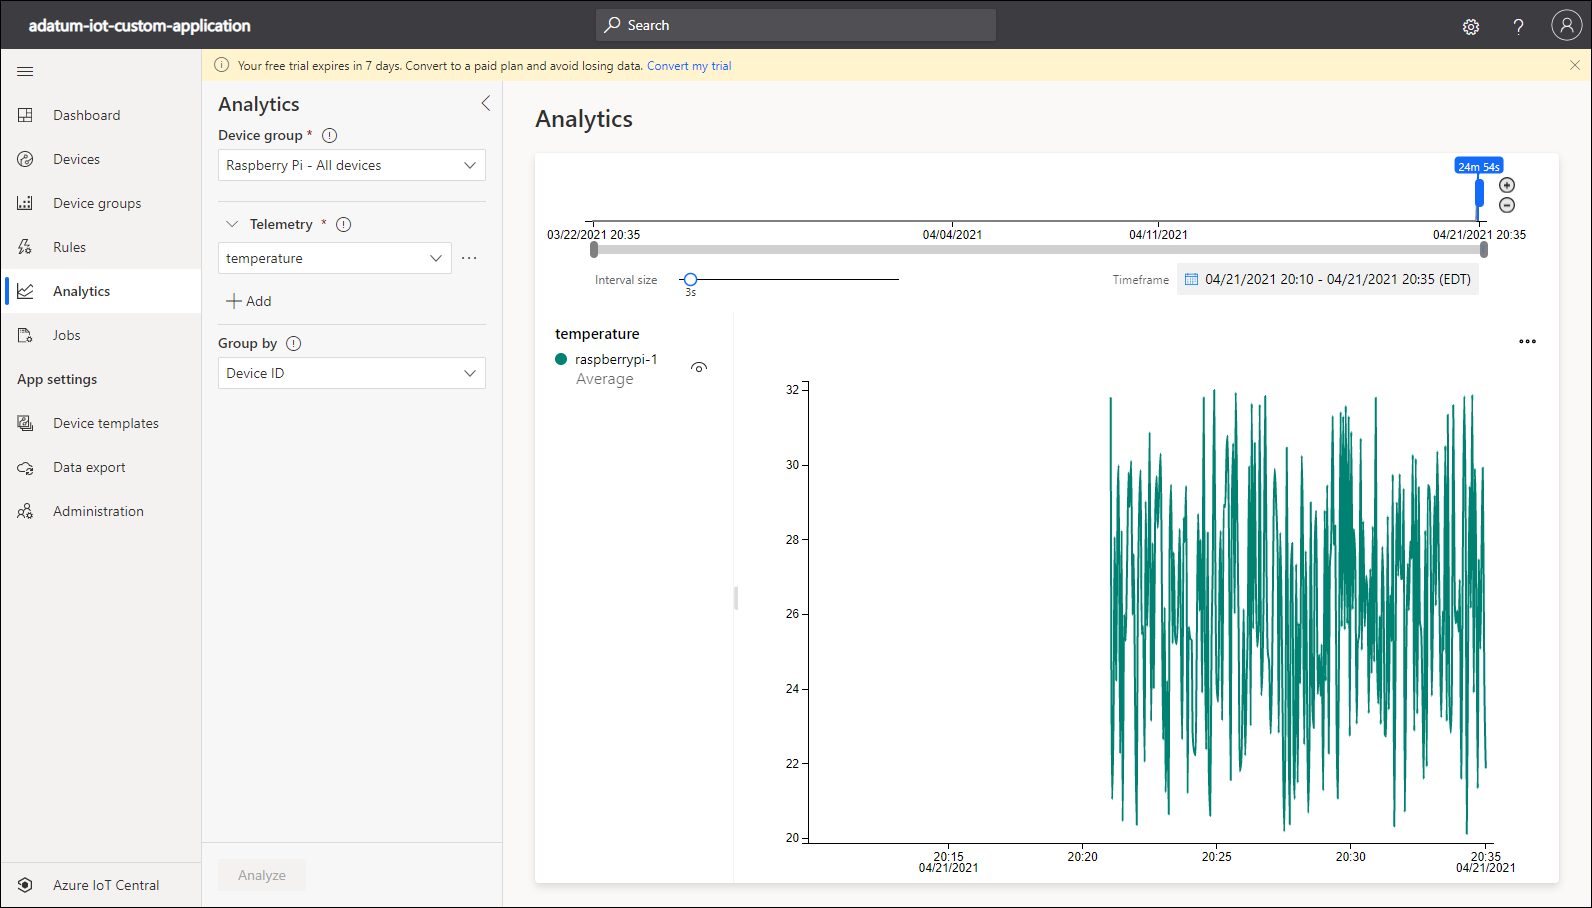 adatum-iot-custom-application
Search
Your free trial expires in 7 days. Convert to a paid plan and avoid losing data. Convert my trial
Dashboard
Devices
Device groups
Rules
Analytics
Jobs
App settings
Device templates
Data export
Administration
Azure IoT Central
Analytics
Device group *
Raspberry Pi - All devices
Telemetry *
temperature
Add
Group by
Device ID
Analyze
Analytics
24m 54s
03/22/2021 20:35 04/04/2021 04/11/2021 04/21/2021 20:35
Interval size
3s
Timeframe 04/21/2021 20:10 - 04/21/2021 20:35 (EDT)
temperature
raspberrypi-1
Average
32
30
28
26
24
22
20
20:15 20:20 20:25 20:30 20:35
04/21/2021 04/21/2021